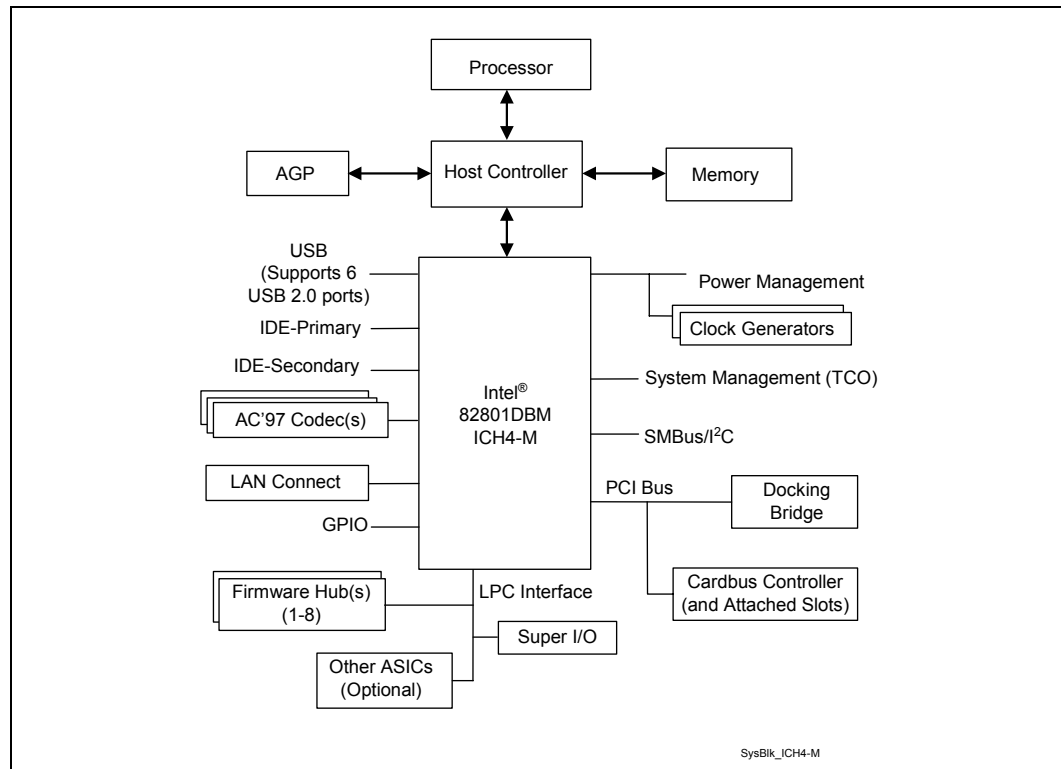 Processor
AGP
Host Controller
Memory
USB
(Supports 6
USB 2.0 ports)
IDE-Primary
IDE-Secondary
AC'97 Codec(s)
LAN Connect
GPIO
Intel®
82801DBM
ICH4-M
Power Management
Clock Generators
System Management (TCO)
SMBus/I²C
PCI Bus
Docking
Bridge
Cardbus Controller
(and Attached Slots)
Firmware Hub(s)
(1-8)
LPC Interface
Super I/O
Other ASICs
(Optional)
SysBlk_ICH4-M